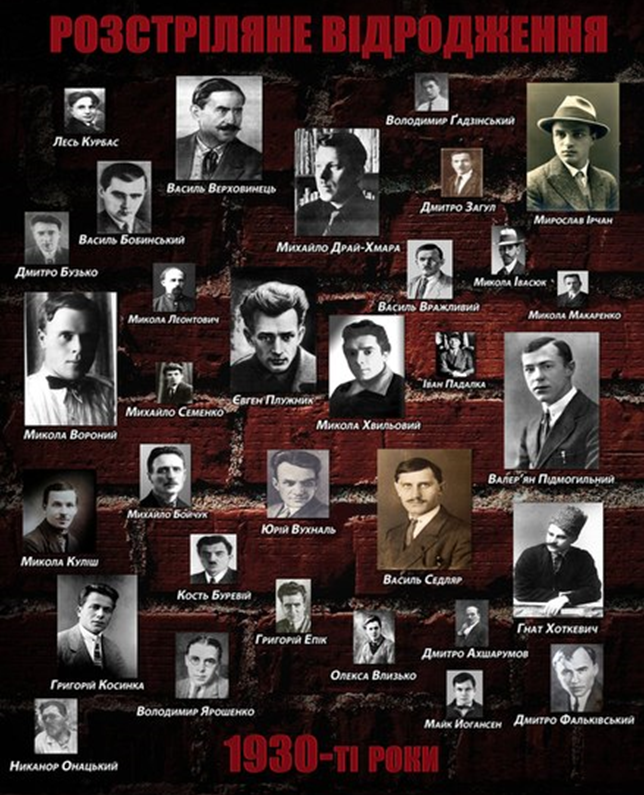 РОЗСТРІЛЯНЕ ВІДРОДЖЕННЯ
Лесь Курбас
Василь Верховинець
Володимир Гадзінський
Василь Бобинський
Михайло Драй-Хмара
Дмитро Загул
Мирослав Ірчан
Дмитро Бузько
Микола Леонтович
Василь Вражливий
Микола Івасюк
Микола Макаренко
Микола Вороний
Михайло Семенко
Євген Плужник
Микола Хвильовий
Іван Падалка
Валер'ян Підмогильний
Микола Куліш
Михайло Бойчук
Юрій Вухналь
Василь Седляр
Кость Буревій
Гнат Хоткевич
Григорій Косинка
Григорій Епік
Олекса Влизько
Дмитро Ахшарумов
Володимир Ярошенко
Майк Йогансен
Дмитро Фальківський
Никанор Онацький
1930-ті роки